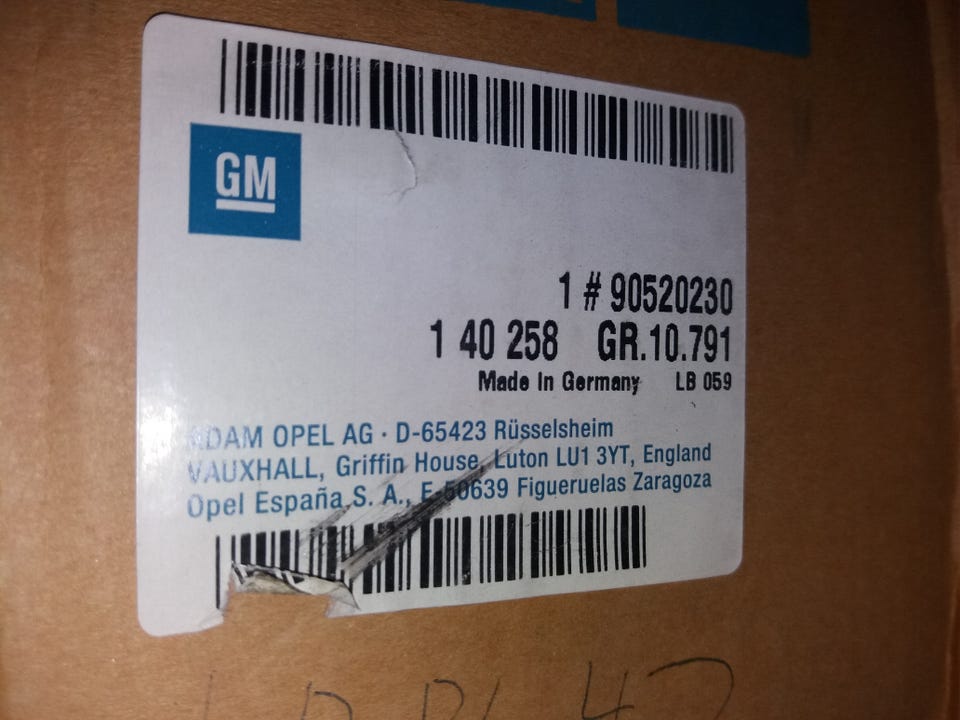 GM
1 # 90520230
1 40 258 GR.10.791
Made in Germany LB 059
ADAM OPEL AG · D-65423 Rüsselsheim
VAUXHALL, Griffin House, Luton LU1 3YT, England
Opel España S. A., E-50639 Figueruelas Zaragoza